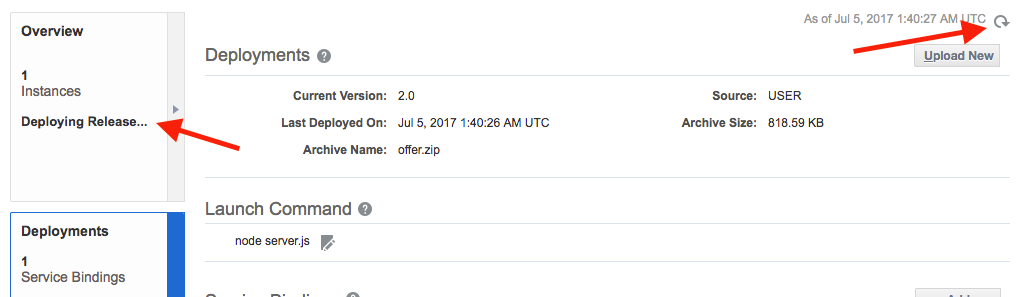 Overview
1
Instances
Deploying Release...
Deployments
1
Service Bindings
As of Jul 5, 2017 1:40:27 AM UTC
Deployments ?
Upload New
Current Version: 2.0
Source: USER
Last Deployed On: Jul 5, 2017 1:40:26 AM UTC
Archive Size: 818.59 KB
Archive Name: offer.zip
Launch Command ?
node server.js